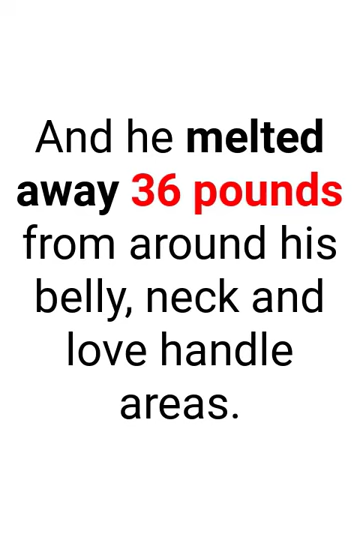 And he melted
away 36 pounds
from around his
belly, neck and
love handle
areas.